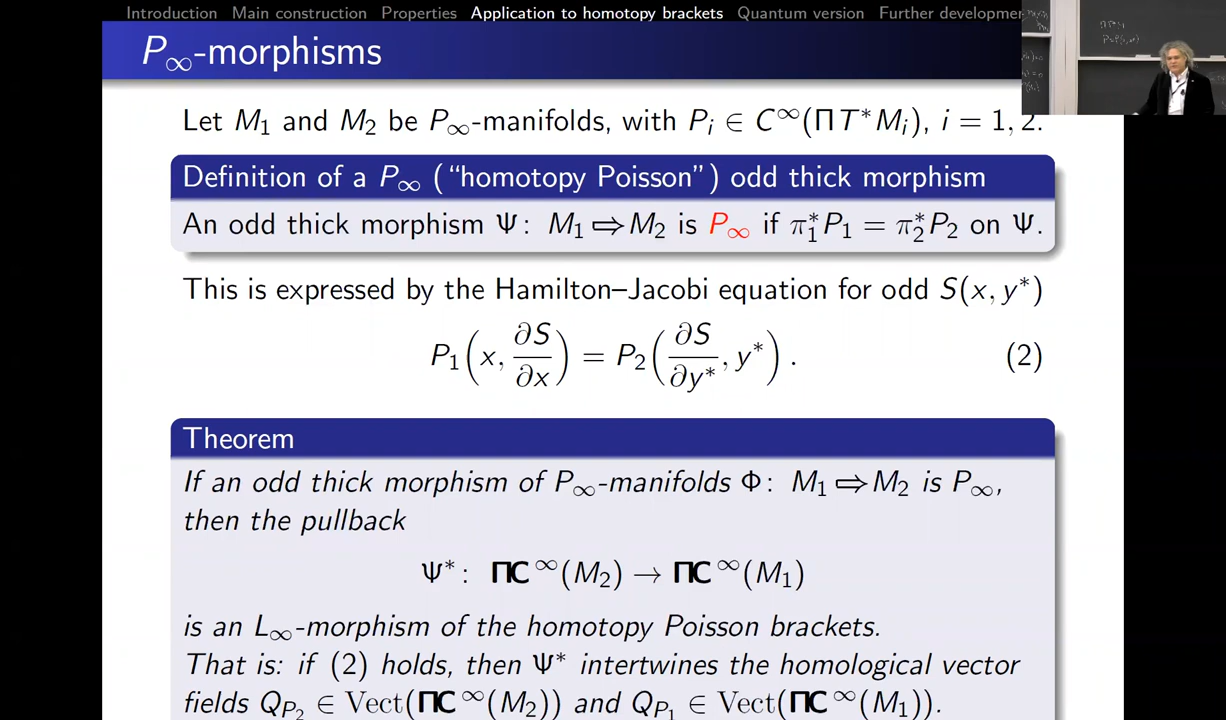 Introduction Main construction Properties Application to homotopy brackets Quantum version Further developmen
P∞-morphisms
Let M₁ and M₂ be P∞-manifolds, with Pᵢ ∈ C^∞(ΠT*Mᵢ), i = 1, 2.
Definition of a P∞ (“homotopy Poisson”) odd thick morphism
An odd thick morphism Ψ: M₁ ⇨ M₂ is P∞ if π₁*P₁ = π₂*P₂ on Ψ.
This is expressed by the Hamilton–Jacobi equation for odd S(x, y*)
P₁(x, ∂S/∂x) = P₂(∂S/∂y*, y*). (2)
Theorem
If an odd thick morphism of P∞-manifolds Φ: M₁ ⇨ M₂ is P∞,
then the pullback
Ψ*: ΠC^∞(M₂) → ΠC^∞(M₁)
is an L∞-morphism of the homotopy Poisson brackets.
That is: if (2) holds, then Ψ* intertwines the homological vector
fields Q_P₂ ∈ Vect(ΠC^∞(M₂)) and Q_P₁ ∈ Vect(ΠC^∞(M₁)).